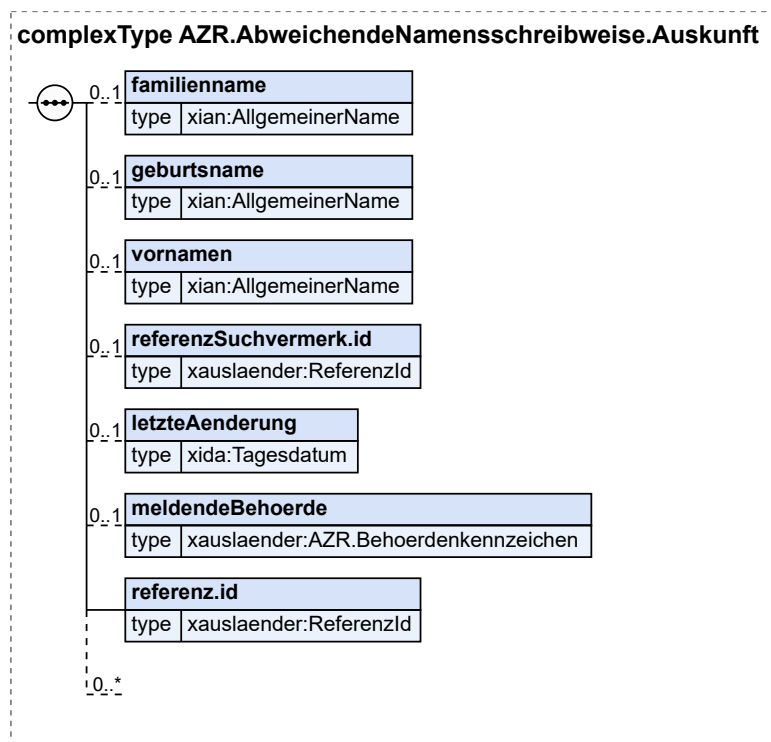 complexType AZR.AbweichendeNamensschreibweise.Auskunft
0..1 familienname
type xian:AllgemeinerName
0..1 geburtsname
type xian:AllgemeinerName
0..1 vornamen
type xian:AllgemeinerName
0..1 referenzSuchvermerk.id
type xauslaender:ReferenzId
0..1 letzteAenderung
type xida:Tagesdatum
0..1 meldendeBehoerde
type xauslaender:AZR.Behoerdenkennzeichen
referenz.id
type xauslaender:ReferenzId
0..*